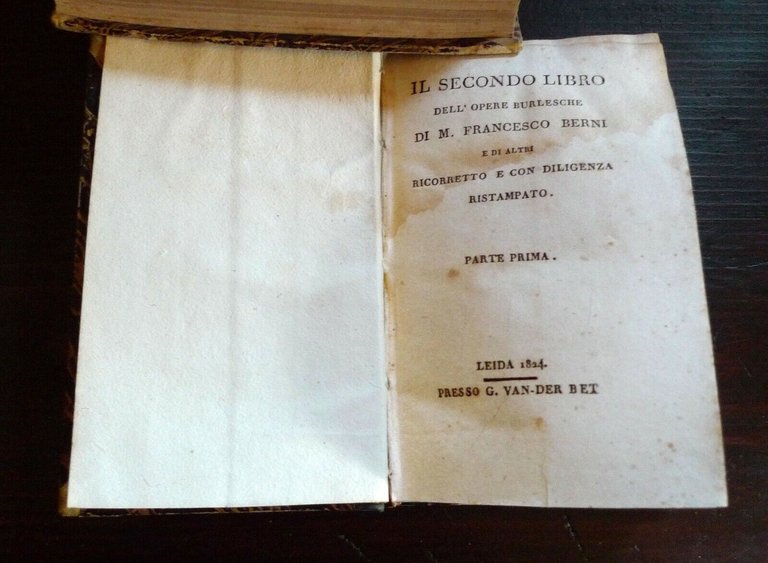 IL SECONDO LIBRO
DELL' OPERE BURLESCHE
DI M. FRANCESCO BERNI
E DI ALTRI
RICORRETTO E CON DILIGENZA
RISTAMPATO.
PARTE PRIMA.
LEIDA 1824.
PRESSO G. VAN-DER BET